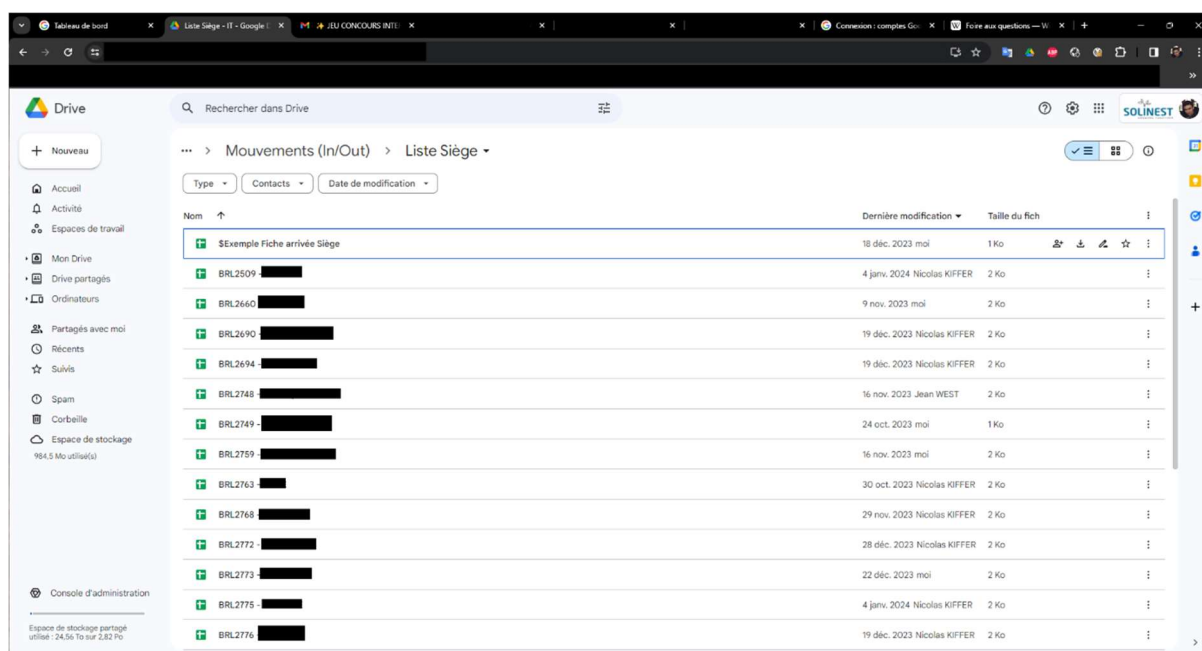 Tableau de bord
Liste Siège - IT - Google D
JEU CONCOURS INTE
Connexion : comptes Goo
Foire aux questions — W
Drive
Rechercher dans Drive
SOLINEST
Nouveau
Mouvements (In/Out) > Liste Siège
Type
Contacts
Date de modification
Accueil
Activité
Espaces de travail
Mon Drive
Drive partagés
Ordinateurs
Partagés avec moi
Récents
Suivis
Spam
Corbeille
Espace de stockage
984,5 Mo utilisé(s)
Console d'administration
Espace de stockage partagé
utilisé : 24,56 To sur 2,82 Po
Nom Dernière modification Taille du fich
$Exemple Fiche arrivée Siège 18 déc. 2023 moi 1 Ko
BRL2509 - 4 janv. 2024 Nicolas KIFFER 2 Ko
BRL2660 9 nov. 2023 moi 2 Ko
BRL2690 - 19 déc. 2023 Nicolas KIFFER 2 Ko
BRL2694 - 19 déc. 2023 Nicolas KIFFER 2 Ko
BRL2748 - 16 nov. 2023 Jean WEST 2 Ko
BRL2749 - 24 oct. 2023 moi 1 Ko
BRL2759 - 16 nov. 2023 moi 2 Ko
BRL2763 - 30 oct. 2023 Nicolas KIFFER 2 Ko
BRL2768 - 29 nov. 2023 Nicolas KIFFER 2 Ko
BRL2772 - 28 déc. 2023 Nicolas KIFFER 2 Ko
BRL2773 - 22 déc. 2023 moi 2 Ko
BRL2775 - 4 janv. 2024 Nicolas KIFFER 2 Ko
BRL2776 19 déc. 2023 Nicolas KIFFER 2 Ko